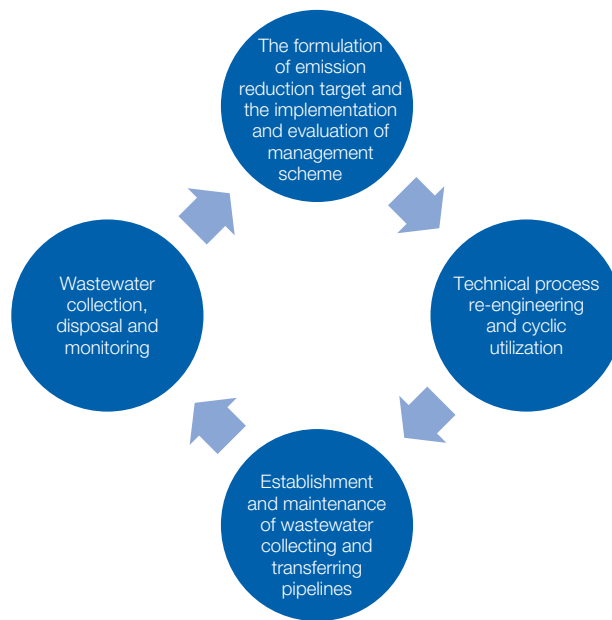 The formulation
of emission
reduction target and
the implementation
and evaluation of
management
scheme
Technical process
re-engineering
and cyclic
utilization
Establishment
and maintenance
of wastewater
collecting and
transferring
pipelines
Wastewater
collection,
disposal and
monitoring